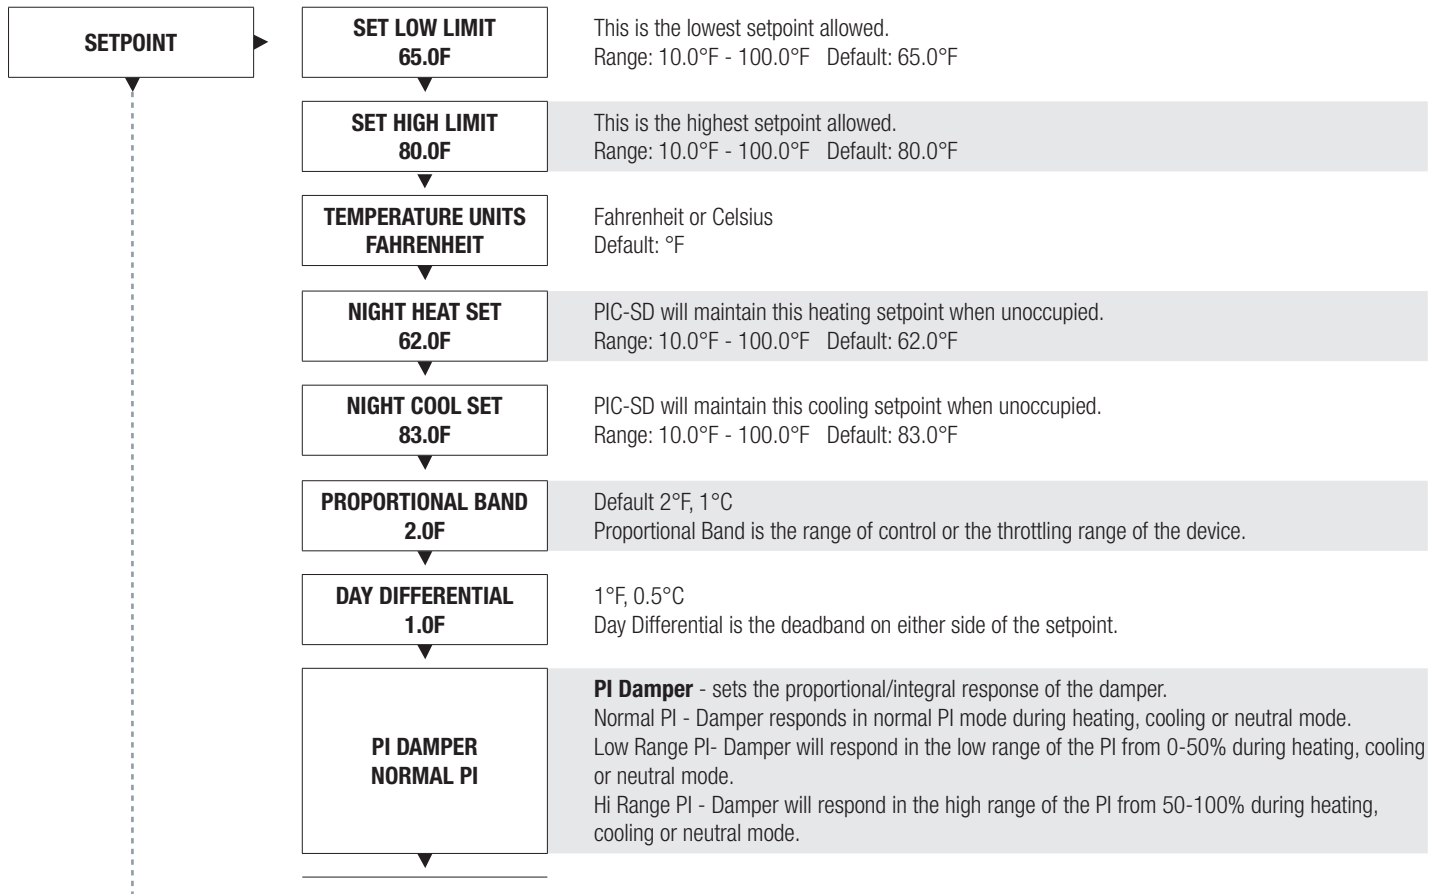 SETPOINT
SET LOW LIMIT
65.0F
This is the lowest setpoint allowed.
Range: 10.0°F - 100.0°F   Default: 65.0°F
SET HIGH LIMIT
80.0F
This is the highest setpoint allowed.
Range: 10.0°F - 100.0°F   Default: 80.0°F
TEMPERATURE UNITS
FAHRENHEIT
Fahrenheit or Celsius
Default: °F
NIGHT HEAT SET
62.0F
PIC-SD will maintain this heating setpoint when unoccupied.
Range: 10.0°F - 100.0°F   Default: 62.0°F
NIGHT COOL SET
83.0F
PIC-SD will maintain this cooling setpoint when unoccupied.
Range: 10.0°F - 100.0°F   Default: 83.0°F
PROPORTIONAL BAND
2.0F
Default 2°F, 1°C
Proportional Band is the range of control or the throttling range of the device.
DAY DIFFERENTIAL
1.0F
1°F, 0.5°C
Day Differential is the deadband on either side of the setpoint.
PI DAMPER
NORMAL PI
PI Damper - sets the proportional/integral response of the damper.
Normal PI - Damper responds in normal PI mode during heating, cooling or neutral mode.
Low Range PI- Damper will respond in the low range of the PI from 0-50% during heating, cooling
or neutral mode.
Hi Range PI - Damper will respond in the high range of the PI from 50-100% during heating,
cooling or neutral mode.